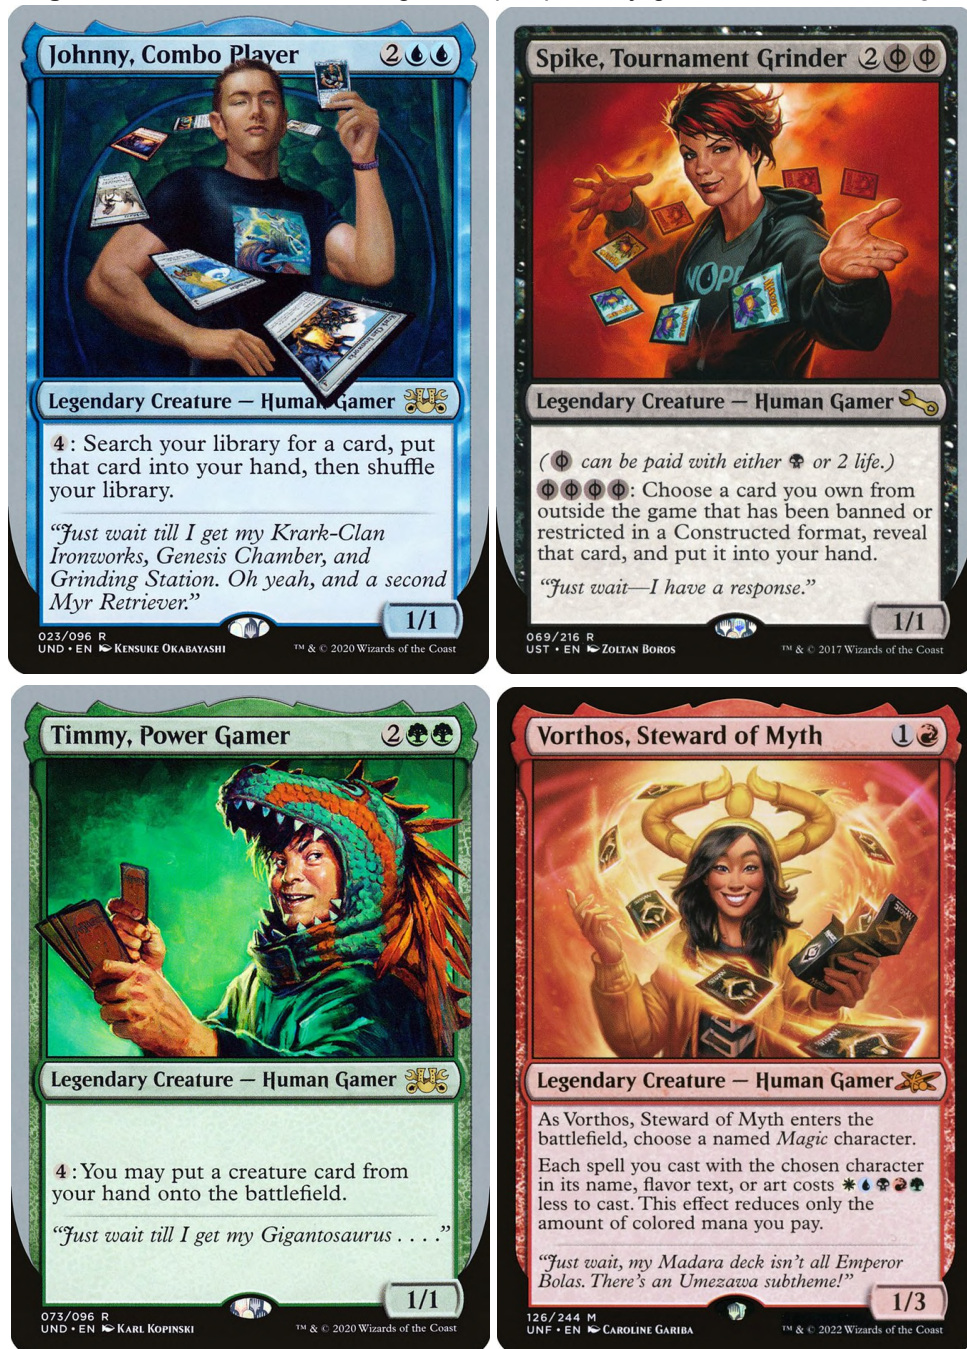 Johnny, Combo Player 2
Legendary Creature — Human Gamer
4: Search your library for a card, put
that card into your hand, then shuffle
your library.
“Just wait till I get my Krark-Clan
Ironworks, Genesis Chamber, and
Grinding Station. Oh yeah, and a second
Myr Retriever.”
1/1
023/096 R
UND • EN KENSUKE OKABAYASHI
™ & © 2020 Wizards of the Coast
Spike, Tournament Grinder 2
NOPE
Legendary Creature — Human Gamer
( can be paid with either or 2 life.)
: Choose a card you own from
outside the game that has been banned or
restricted in a Constructed format, reveal
that card, and put it into your hand.
“Just wait—I have a response.”
1/1
069/216 R
UST • EN ZOLTAN BOROS
™ & © 2017 Wizards of the Coast
Timmy, Power Gamer 2
Legendary Creature — Human Gamer
4: You may put a creature card from
your hand onto the battlefield.
“Just wait till I get my Gigantosaurus . . . .”
1/1
073/096 R
UND • EN KARL KOPINSKI
™ & © 2020 Wizards of the Coast
Vorthos, Steward of Myth 1
Legendary Creature — Human Gamer
As Vorthos, Steward of Myth enters the
battlefield, choose a named Magic character.
Each spell you cast with the chosen character
in its name, flavor text, or art costs
less to cast. This effect reduces only the
amount of colored mana you pay.
“Just wait, my Madara deck isn’t all Emperor
Bolas. There’s an Umezawa subtheme!”
1/3
126/244 M
UNF • EN CAROLINE GARIBA
™ & © 2022 Wizards of the Coast